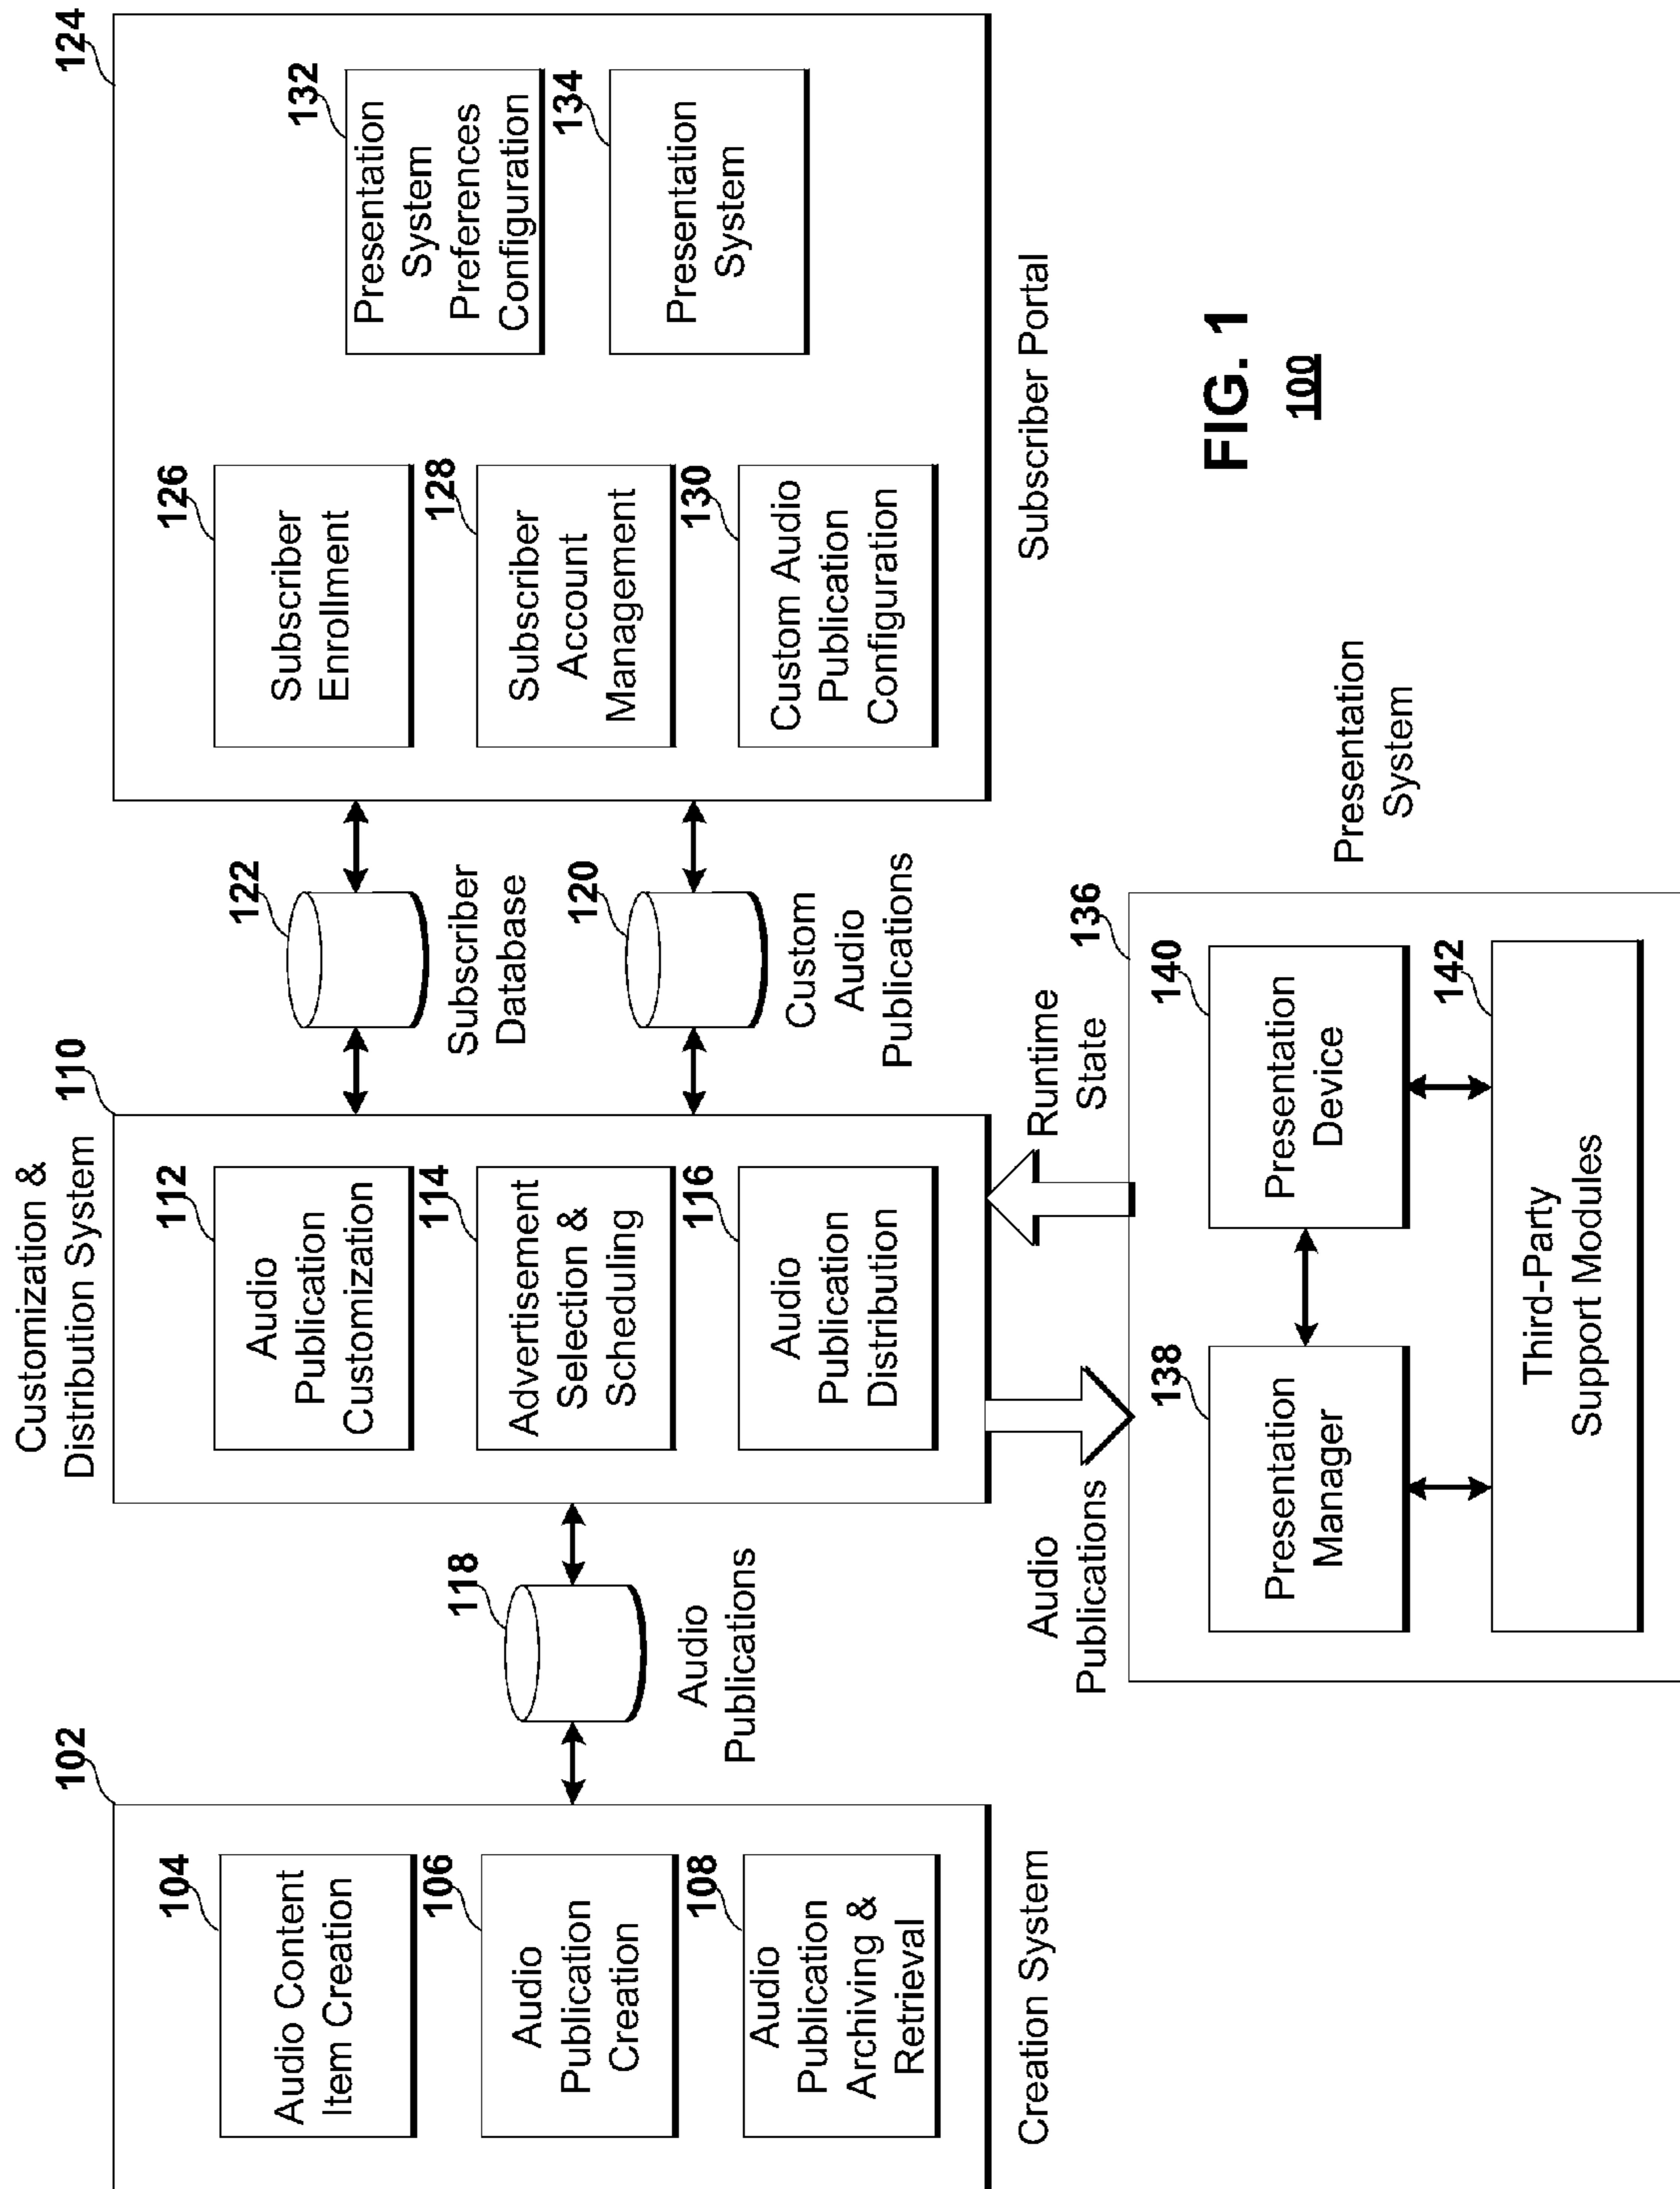 102
104
Audio Content
Item Creation
106
Audio
Publication
Creation
108
Audio
Publication
Archiving &
Retrieval
Creation System
118
Audio
Publications
Customization &
Distribution System
110
112
Audio
Publication
Customization
114
Advertisement
Selection &
Scheduling
116
Audio
Publication
Distribution
122
Subscriber
Database
120
Custom
Audio
Publications
124
126
Subscriber
Enrollment
128
Subscriber
Account
Management
130
Custom Audio
Publication
Configuration
132
Presentation
System
Preferences
Configuration
134
Presentation
System
Subscriber Portal
Audio
Publications
Runtime
State
136
138
Presentation
Manager
140
Presentation
Device
142
Third-Party
Support Modules
Presentation
System
FIG. 1
100